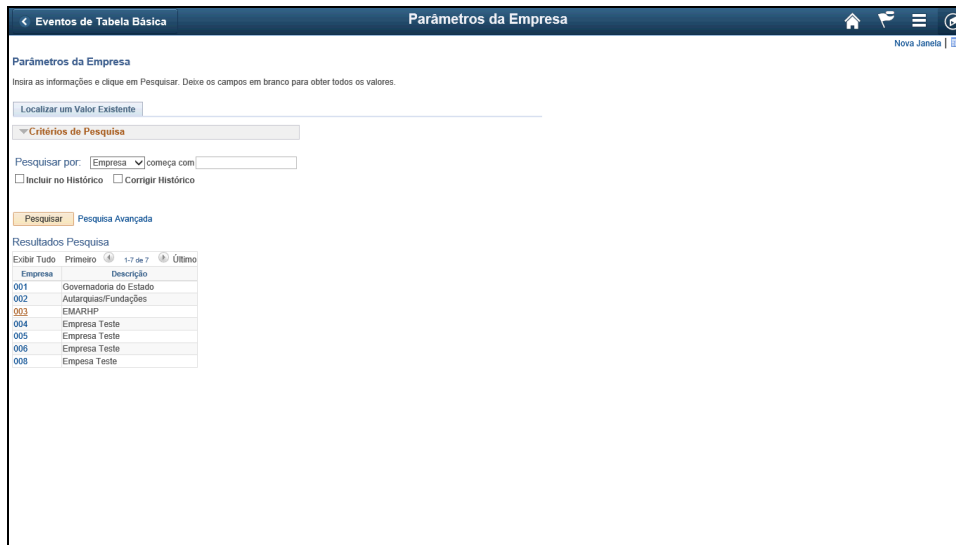 Eventos de Tabela Básica Parâmetros da Empresa
Nova Janela |
Parâmetros da Empresa
Insira as informações e clique em Pesquisar. Deixe os campos em branco para obter todos os valores.
Localizar um Valor Existente
Critérios de Pesquisa
Pesquisar por: Empresa começa com
Incluir no Histórico Corrigir Histórico
Pesquisar Pesquisa Avançada
Resultados Pesquisa
Exibir Tudo Primeiro 1-7 de 7 Último
Empresa Descrição
001 Governadoria do Estado
002 Autarquias/Fundações
003 EMARHP
004 Empresa Teste
005 Empresa Teste
006 Empresa Teste
008 Empesa Teste